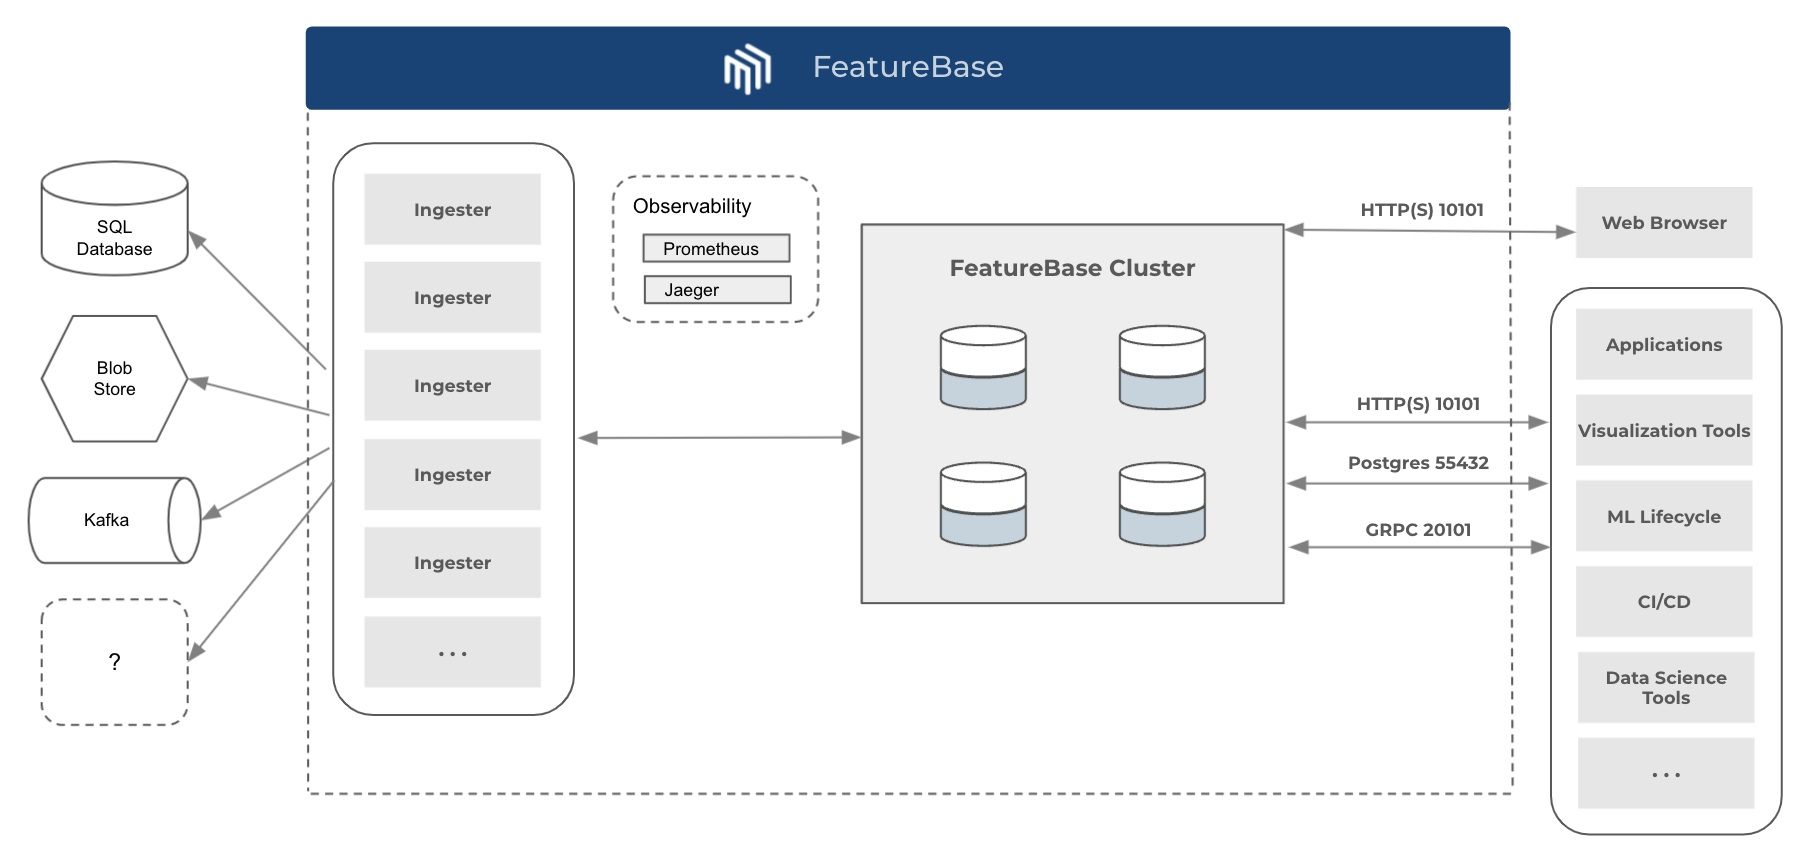 FeatureBase
SQL
Database
Blob
Store
Kafka
?
Ingester
Ingester
Ingester
Ingester
Ingester
...
Observability
Prometheus
Jaeger
FeatureBase Cluster
HTTP(S) 10101
HTTP(S) 10101
Postgres 55432
GRPC 20101
Web Browser
Applications
Visualization Tools
ML Lifecycle
CI/CD
Data Science
Tools
...